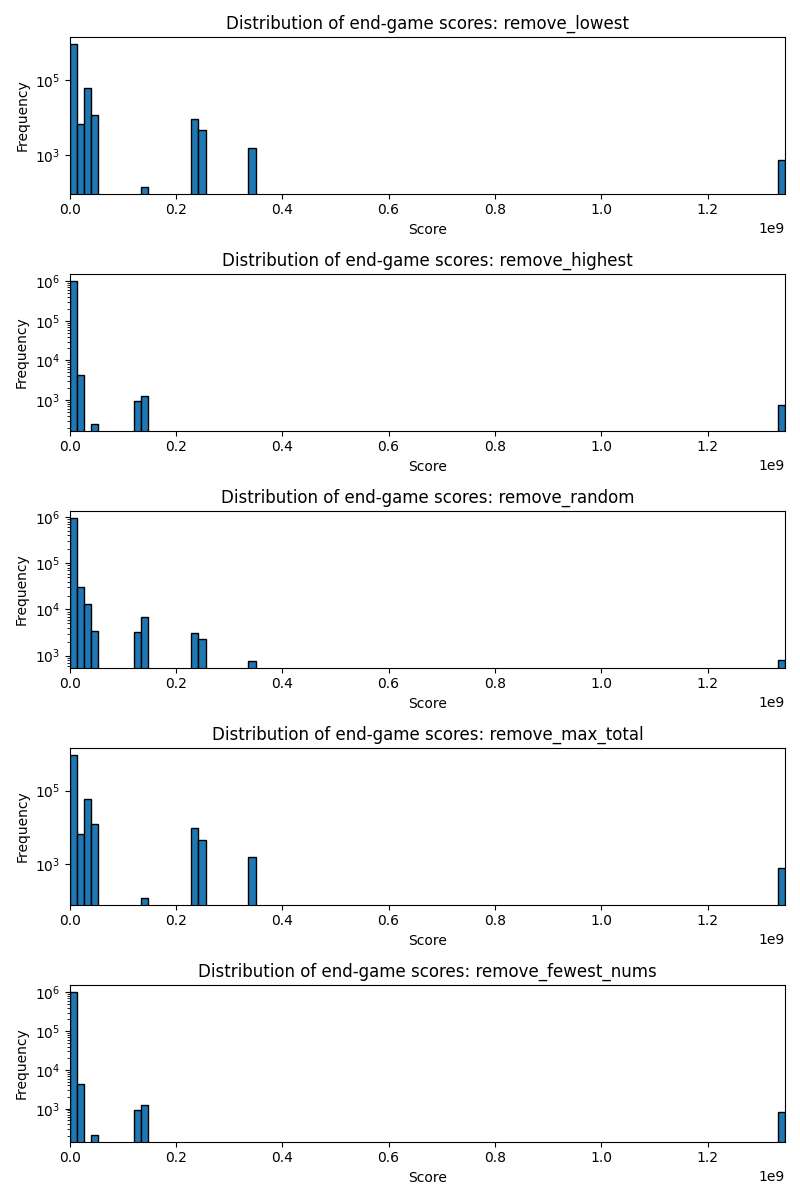 Distribution of end-game scores: remove_lowest
Frequency
10^5
10^3
0.0 0.2 0.4 0.6 0.8 1.0 1.2
1e9
Score
Distribution of end-game scores: remove_highest
Frequency
10^6
10^5
10^4
10^3
0.0 0.2 0.4 0.6 0.8 1.0 1.2
1e9
Score
Distribution of end-game scores: remove_random
Frequency
10^6
10^5
10^4
10^3
0.0 0.2 0.4 0.6 0.8 1.0 1.2
1e9
Score
Distribution of end-game scores: remove_max_total
Frequency
10^5
10^3
0.0 0.2 0.4 0.6 0.8 1.0 1.2
1e9
Score
Distribution of end-game scores: remove_fewest_nums
Frequency
10^6
10^5
10^4
10^3
0.0 0.2 0.4 0.6 0.8 1.0 1.2
1e9
Score